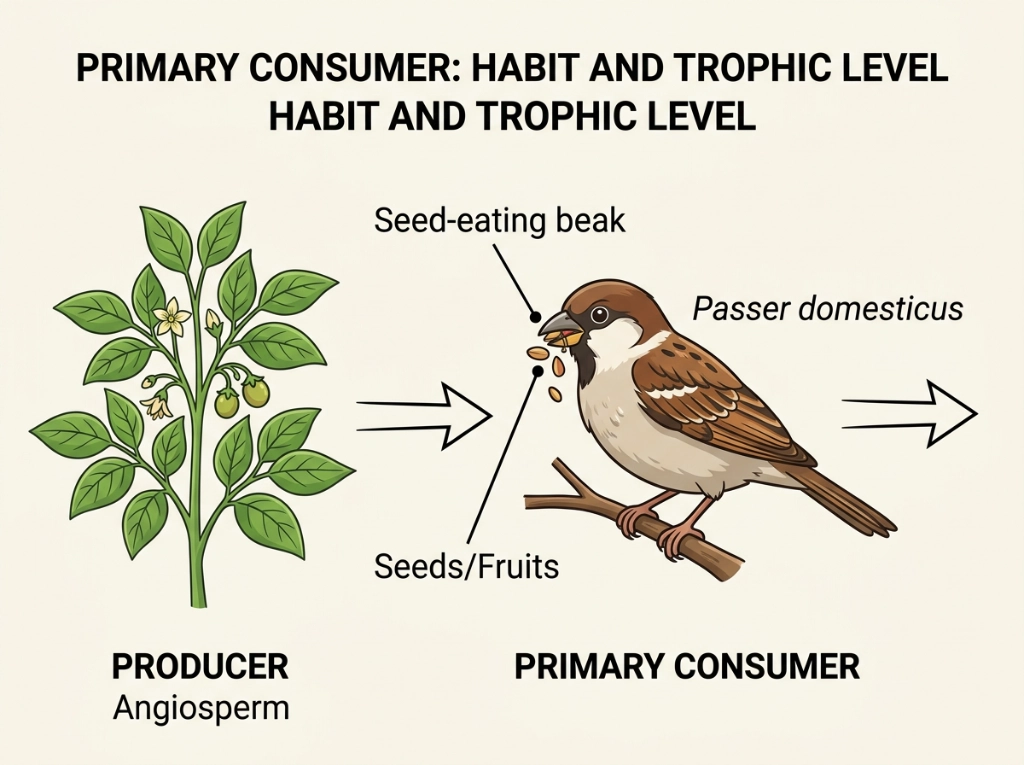 PRIMARY CONSUMER: HABIT AND TROPHIC LEVEL
HABIT AND TROPHIC LEVEL
Seed-eating beak
Passer domesticus
Seeds/Fruits
PRODUCER
Angiosperm
PRIMARY CONSUMER